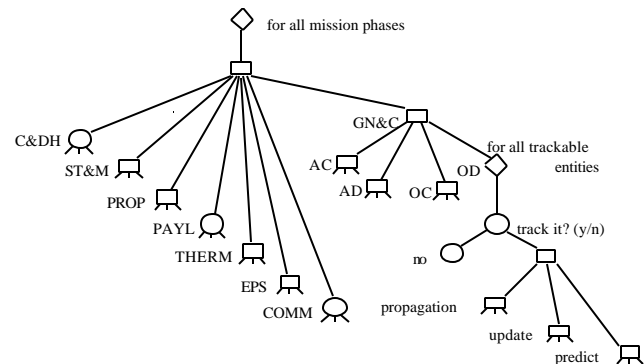 for all mission phases
GN&C
C&DH
for all trackable
entities
AC
OD
ST&M
AD
OC
PROP
PAYL
track it? (y/n)
THERM
no
EPS
COMM
propagation
update
predict